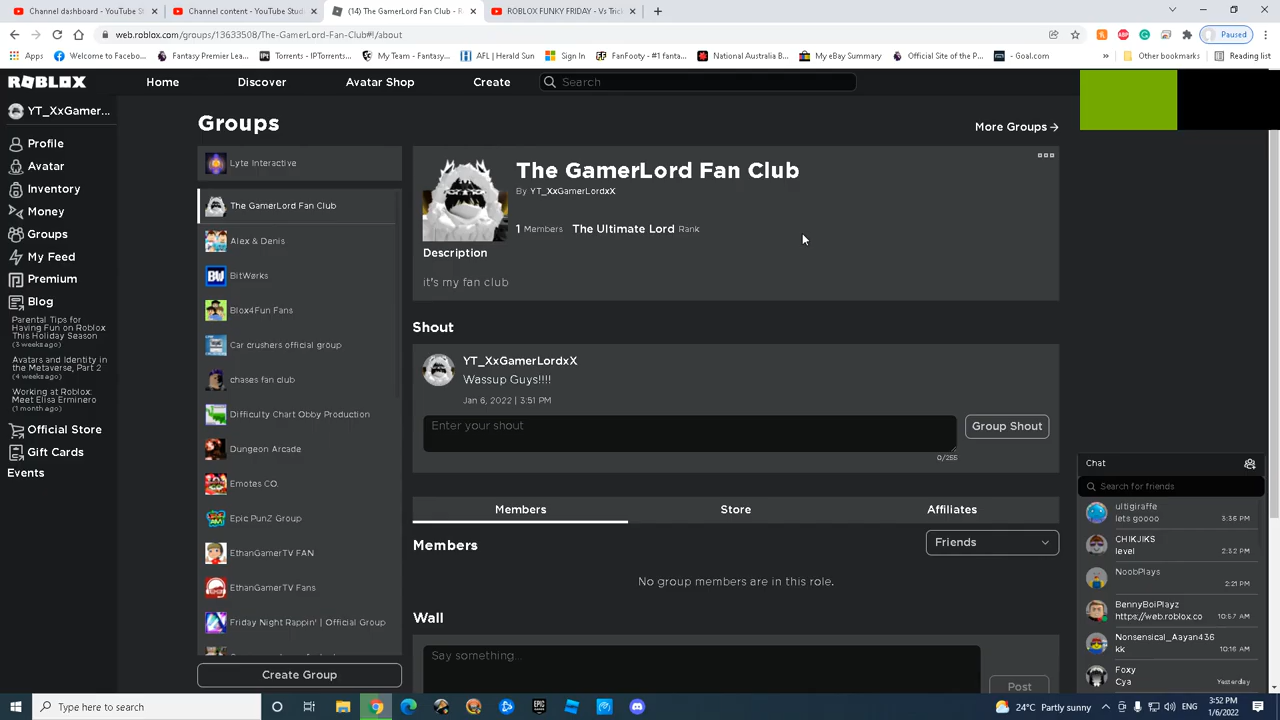 Channel dashboard - YouTube St
Channel content - YouTube Stud
(14) The GamerLord Fan Club - R
ROBLOX FUNKY FRIDAY - Vs Tric
web.roblox.com/groups/13633508/The-GamerLord-Fan-Club#!/about
Paused
Apps
Welcome to Facebo...
Fantasy Premier Lea...
Torrents - IPTorrents...
My Team - Fantasy...
AFL | Herald Sun
Sign In
FanFooty - #1 fanta...
National Australia B...
My eBay Summary
Official Site of the P...
- Goal.com
»
Other bookmarks
Reading list
ROBLOX
Home
Discover
Avatar Shop
Create
Search
YT_XxGamer...
Profile
Avatar
Inventory
Money
Groups
My Feed
Premium
Blog
Parental Tips for
Having Fun on Roblox
This Holiday Season
(3 weeks ago)
Avatars and Identity in
the Metaverse, Part 2
(4 weeks ago)
Working at Roblox:
Meet Elisa Erminero
(1 month ago)
Official Store
Gift Cards
Events
Groups
More Groups →
Lyte Interactive
The GamerLord Fan Club
Alex & Denis
BitWørks
Blox4Fun Fans
Car crushers official group
chases fan club
Difficulty Chart Obby Production
Dungeon Arcade
Emotes CO.
Epic PunZ Group
EthanGamerTV FAN
EthanGamerTV Fans
Friday Night Rappin' | Official Group
Create Group
The GamerLord Fan Club
By YT_XxGamerLordxX
1 Members The Ultimate Lord Rank
Description
it's my fan club
Shout
YT_XxGamerLordxX
Wassup Guys!!!!
Jan 6, 2022 | 3:51 PM
Enter your shout
Group Shout
0/255
Members
Store
Affiliates
Members
Friends
No group members are in this role.
Wall
Say something...
Post
Chat
Search for friends
ultigiraffe
lets goooo
3:36 PM
CHIKJIKS
level
2:52 PM
NoobPlays
2:21 PM
BennyBoiPlayz
https://web.roblox.co
10:57 AM
Nonsensical_Aayan436
kk
10:16 AM
Foxy
Cya
Yesterday
Type here to search
24°C Partly sunny
3:52 PM
1/6/2022